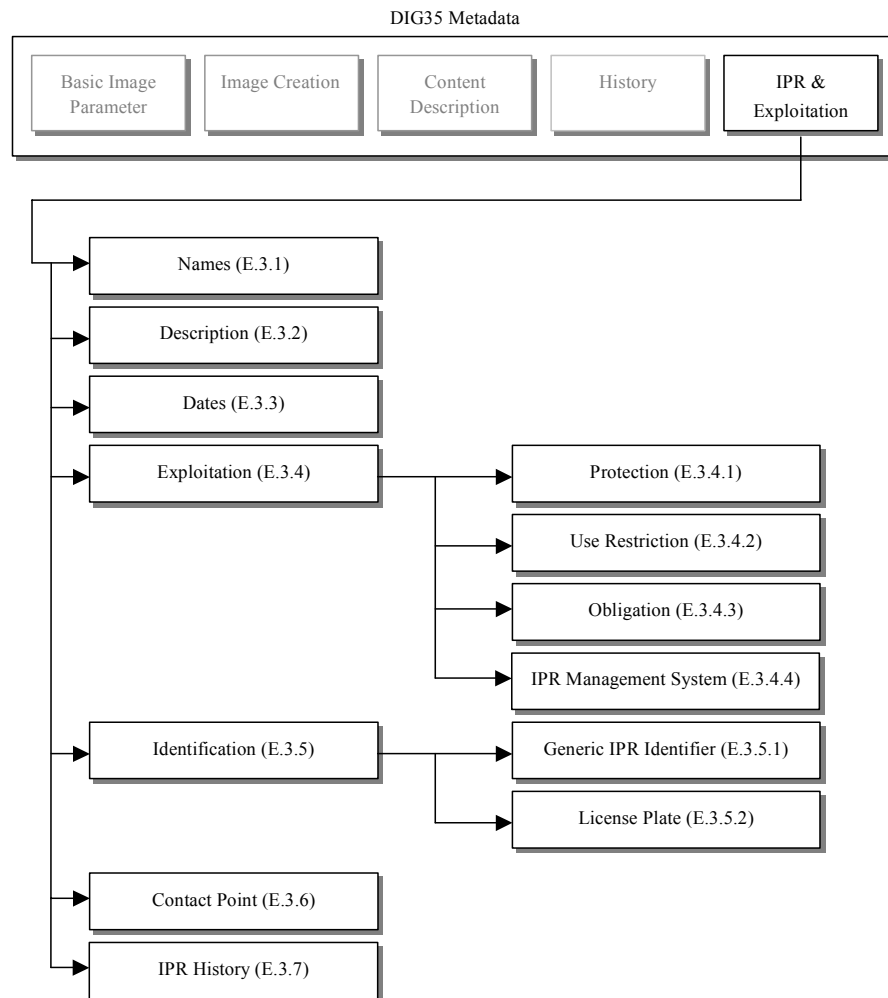 DIG35 Metadata
Basic Image
Parameter
Image Creation
Content
Description
History
IPR &
Exploitation
Names (E.3.1)
Description (E.3.2)
Dates (E.3.3)
Exploitation (E.3.4)
Protection (E.3.4.1)
Use Restriction (E.3.4.2)
Obligation (E.3.4.3)
IPR Management System (E.3.4.4)
Identification (E.3.5)
Generic IPR Identifier (E.3.5.1)
License Plate (E.3.5.2)
Contact Point (E.3.6)
IPR History (E.3.7)